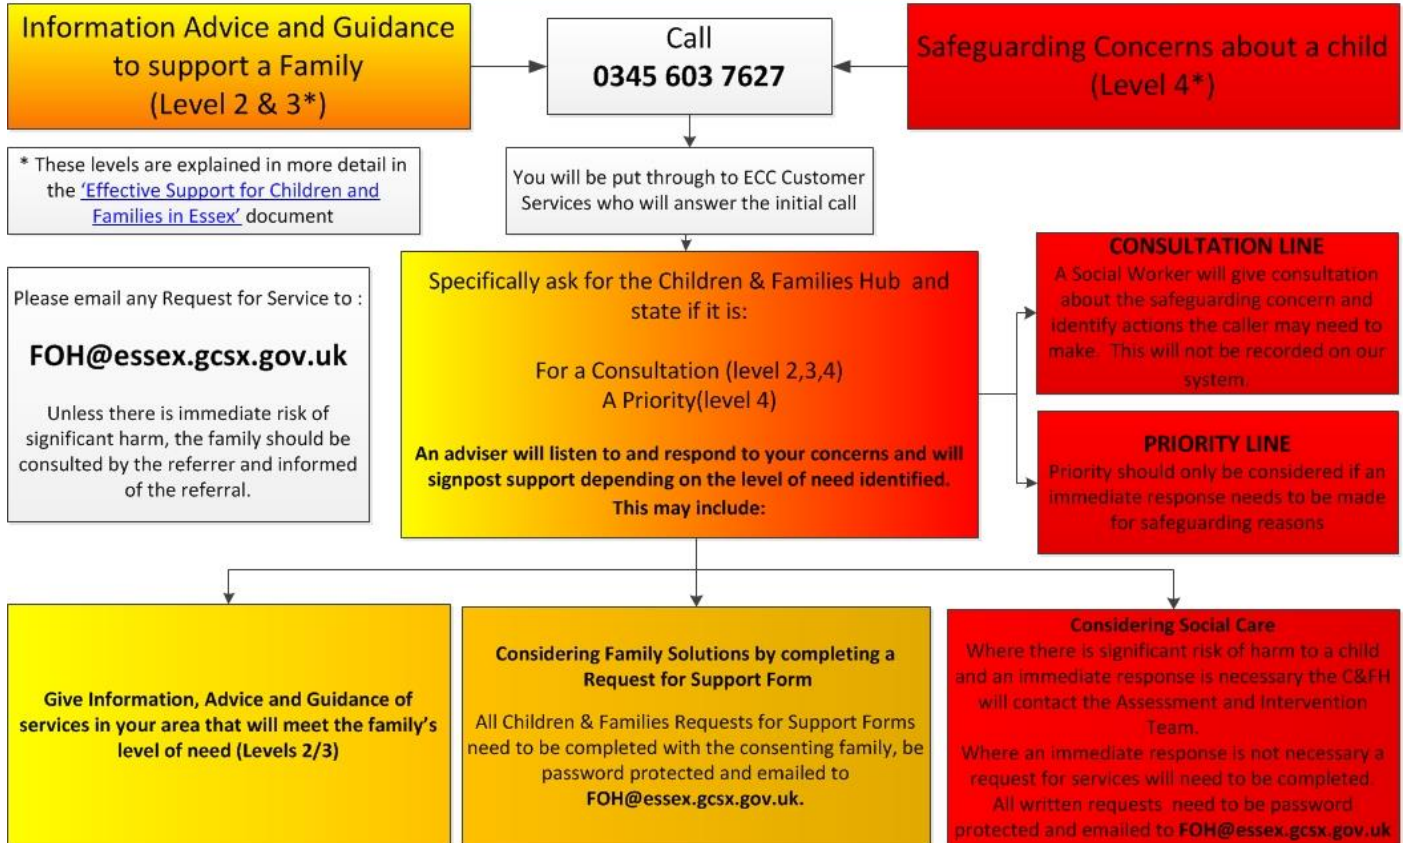 Information Advice and Guidance
to support a Family
(Level 2 & 3*)
Call
0345 603 7627
Safeguarding Concerns about a child
(Level 4*)
* These levels are explained in more detail in
the 'Effective Support for Children and
Families in Essex' document
You will be put through to ECC Customer
Services who will answer the initial call
Please email any Request for Service to :
FOH@essex.gcsx.gov.uk
Unless there is immediate risk of
significant harm, the family should be
consulted by the referrer and informed
of the referral.
Specifically ask for the Children & Families Hub and
state if it is:
For a Consultation (level 2,3,4)
A Priority(level 4)
An adviser will listen to and respond to your concerns and will
signpost support depending on the level of need identified.
This may include:
CONSULTATION LINE
A Social Worker will give consultation
about the safeguarding concern and
identify actions the caller may need to
make. This will not be recorded on our
system.
PRIORITY LINE
Priority should only be considered if an
immediate response needs to be made
for safeguarding reasons
Give Information, Advice and Guidance of
services in your area that will meet the family's
level of need (Levels 2/3)
Considering Family Solutions by completing a
Request for Support Form
All Children & Families Requests for Support Forms
need to be completed with the consenting family, be
password protected and emailed to
FOH@essex.gcsx.gov.uk.
Considering Social Care
Where there is significant risk of harm to a child
and an immediate response is necessary the C&FH
will contact the Assessment and Intervention
Team.
Where an immediate response is not necessary a
request for services will need to be completed.
All written requests need to be password
protected and emailed to FOH@essex.gcsx.gov.uk